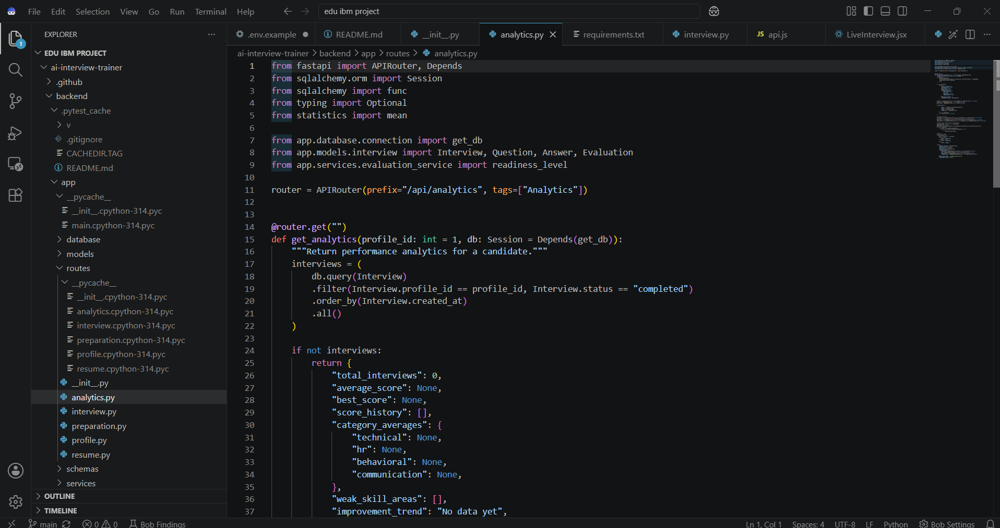 File Edit Selection View Go Run Terminal Help
edu ibm project
EXPLORER
1
EDU IBM PROJECT
ai-interview-trainer
.github
backend
.pytest_cache
v
.gitignore
CACHEDIR.TAG
README.md
app
__pycache__
__init__.cpython-314.pyc
main.cpython-314.pyc
database
models
routes
__pycache__
__init__.cpython-314.pyc
analytics.cpython-314.pyc
interview.cpython-314.pyc
preparation.cpython-314.pyc
profile.cpython-314.pyc
resume.cpython-314.pyc
__init__.py
analytics.py
interview.py
preparation.py
profile.py
resume.py
schemas
services
OUTLINE
TIMELINE
.env.example README.md __init__.py analytics.py requirements.txt interview.py JS api.js LiveInterview.jsx
ai-interview-trainer > backend > app > routes > analytics.py
1 from fastapi import APIRouter, Depends
2 from sqlalchemy.orm import Session
3 from sqlalchemy import func
4 from typing import Optional
5 from statistics import mean
6
7 from app.database.connection import get_db
8 from app.models.interview import Interview, Question, Answer, Evaluation
9 from app.services.evaluation_service import readiness_level
10
11 router = APIRouter(prefix="/api/analytics", tags=["Analytics"])
12
13
14 @router.get("")
15 def get_analytics(profile_id: int = 1, db: Session = Depends(get_db)):
16     """Return performance analytics for a candidate."""
17     interviews = (
18         db.query(Interview)
19         .filter(Interview.profile_id == profile_id, Interview.status == "completed")
20         .order_by(Interview.created_at)
21         .all()
22     )
23
24     if not interviews:
25         return {
26             "total_interviews": 0,
27             "average_score": None,
28             "best_score": None,
29             "score_history": [],
30             "category_averages": {
31                 "technical": None,
32                 "hr": None,
33                 "behavioral": None,
34                 "communication": None,
35             },
36             "weak_skill_areas": [],
37             "improvement_trend": "No data yet",
main 0 0 Bob Findings Ln 1, Col 1 Spaces: 4 UTF-8 LF Python Bob Settings